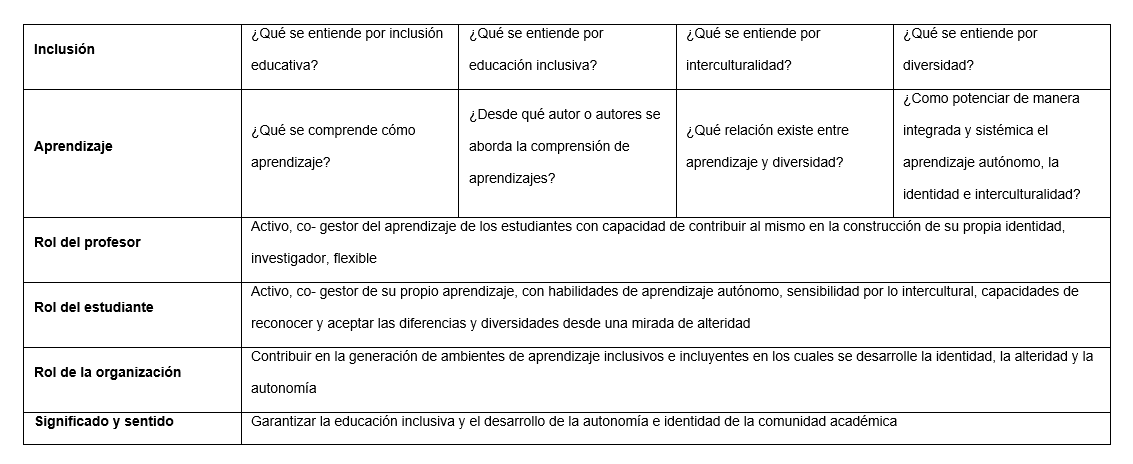 Inclusión
¿Qué se entiende por inclusión
educativa?
¿Qué se entiende por
educación inclusiva?
¿Qué se entiende por
interculturalidad?
¿Qué se entiende por
diversidad?
Aprendizaje
¿Qué se comprende cómo
aprendizaje?
¿Desde qué autor o autores se
aborda la comprensión de
aprendizajes?
¿Qué relación existe entre
aprendizaje y diversidad?
¿Como potenciar de manera
integrada y sistémica el
aprendizaje autónomo, la
identidad e interculturalidad?
Rol del profesor
Activo, co- gestor del aprendizaje de los estudiantes con capacidad de contribuir al mismo en la construcción de su propia identidad,
investigador, flexible
Rol del estudiante
Activo, co- gestor de su propio aprendizaje, con habilidades de aprendizaje autónomo, sensibilidad por lo intercultural, capacidades de
reconocer y aceptar las diferencias y diversidades desde una mirada de alteridad
Rol de la organización
Contribuir en la generación de ambientes de aprendizaje inclusivos e incluyentes en los cuales se desarrolle la identidad, la alteridad y la
autonomía
Significado y sentido
Garantizar la educación inclusiva y el desarrollo de la autonomía e identidad de la comunidad académica